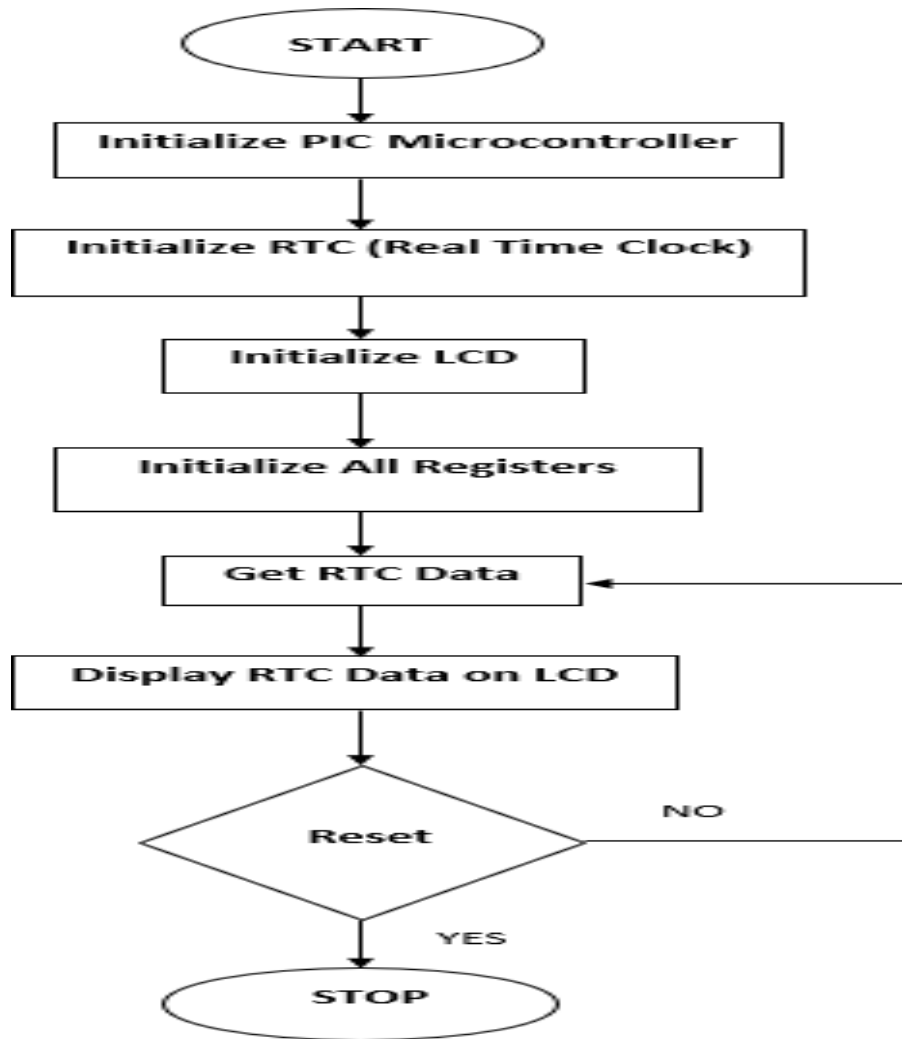 START
Initialize PIC Microcontroller
Initialize RTC (Real Time Clock)
Initialize LCD
Initialize All Registers
Get RTC Data
Display RTC Data on LCD
Reset
NO
YES
STOP